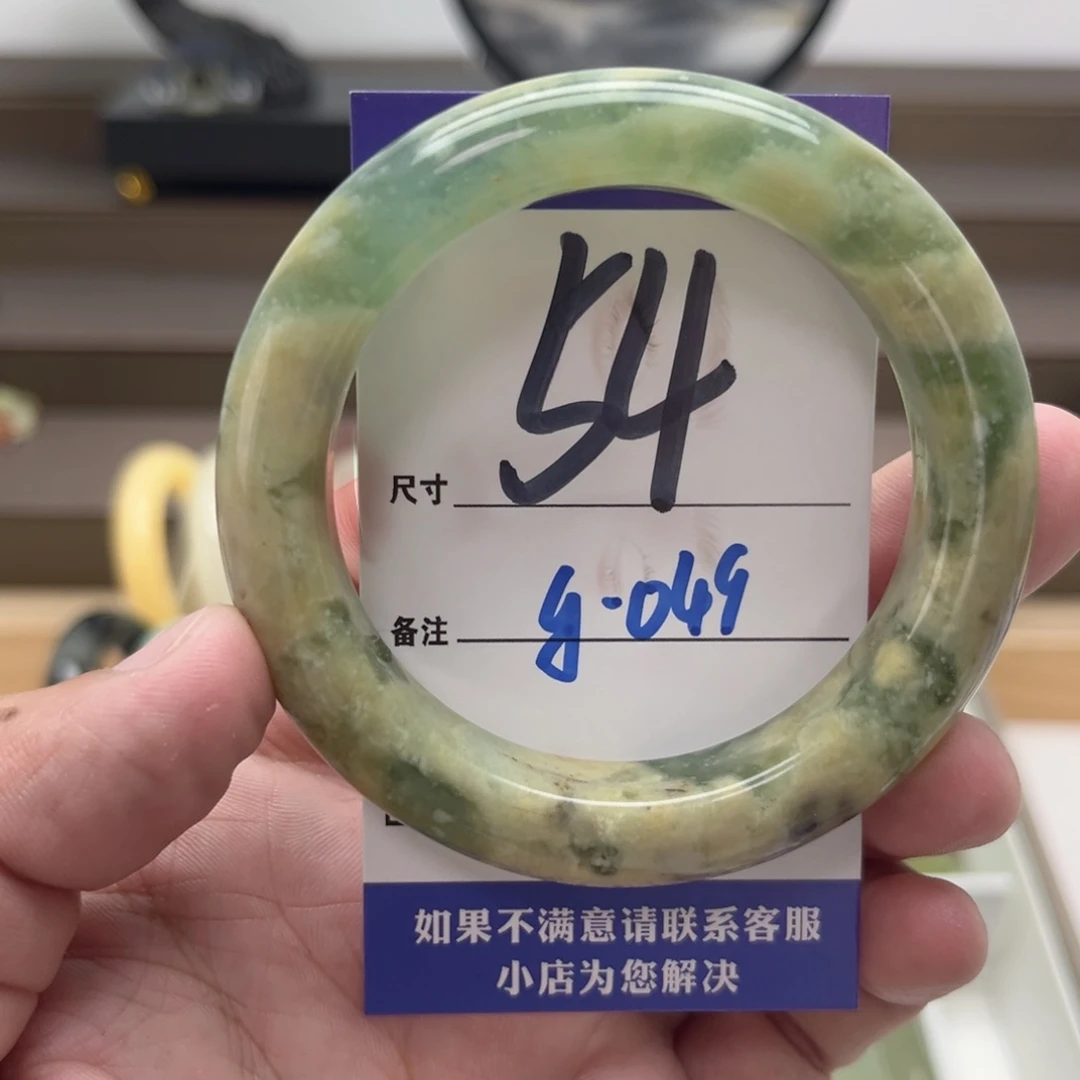 尺寸 54
备注 g-049
如果不满意请联系客服
小店为您解决